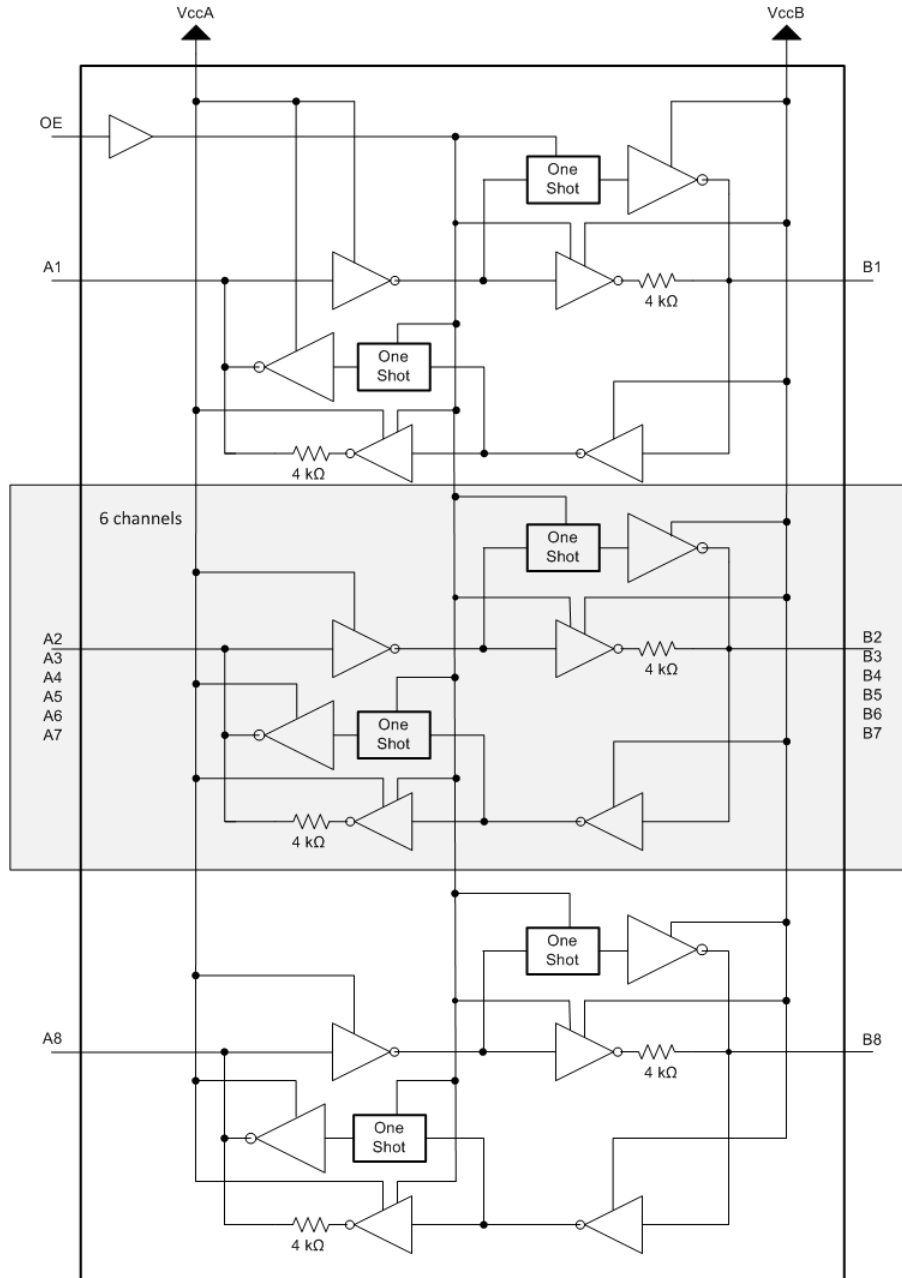 VccA
VccB
OE
One
Shot
A1
4 kΩ
B1
One
Shot
4 kΩ
6 channels
One
Shot
A2
A3
A4
A5
A6
A7
4 kΩ
B2
B3
B4
B5
B6
B7
One
Shot
4 kΩ
One
Shot
A8
4 kΩ
B8
One
Shot
4 kΩ